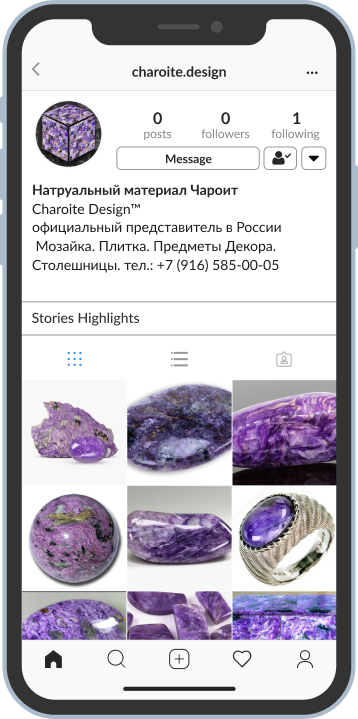 charoite.design
...
0 0 1
posts followers following
Message
Натруальный материал Чароит
Charoite Design™
официальный представитель в России
Мозайка. Плитка. Предметы Декора.
Столешницы. тел.: +7 (916) 585-00-05
Stories Highlights